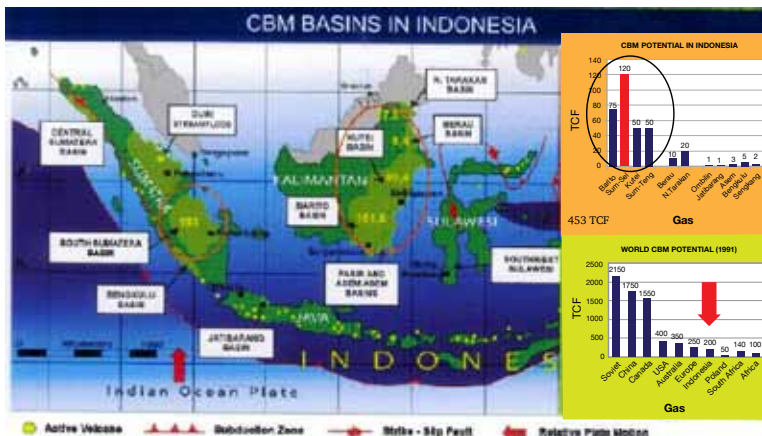 CBM BASINS IN INDONESIA
N. TARAKAN
BASIN
DURI
STEAMFLOOD
CENTRAL
SUMATERA
BASIN
KUTEI
BASIN
BERAU
BASIN
SUMATRA
KALIMANTAN
BARITO
BASIN
SULAWESI
SOUTH SUMATERA
BASIN
PASIR AND
ASEM ASEM
BASINS
SOUTHWEST
SULAWESI
BENGKULU
BASIN
JAVA
JATIBARANG
BASIN
INDONES
Indian Ocean Plate
Active Volcano
Subduction Zone
Strike - Slip Fault
Relative Plate Motion
CBM POTENTIAL IN INDONESIA
TCF
140
120
100
80
60
40
20
0
75
120
50
50
10
20
1
1
3
5
2
Barito
Sum-Sel
Kutei
Sum-Teng
Berau
N.Tarakan
Ombilin
Jatibarang
Asem
Bengkulu
Sengkang
453 TCF
Gas
WORLD CBM POTENTIAL (1991)
TCF
2500
2000
1500
1000
500
0
2150
1750
1550
400
350
250
200
50
140
100
Soviet
China
Canada
USA
Australia
Europe
Indonesia
Poland
South Africa
Africa
Gas